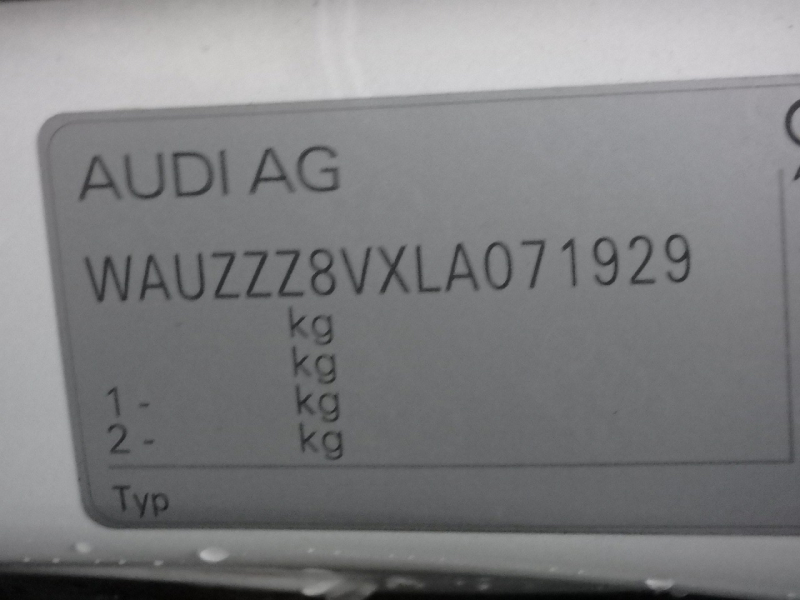 AUDI AG
WAUZZZ8VXLA071929
kg
kg
1 - kg
2 - kg
Typ